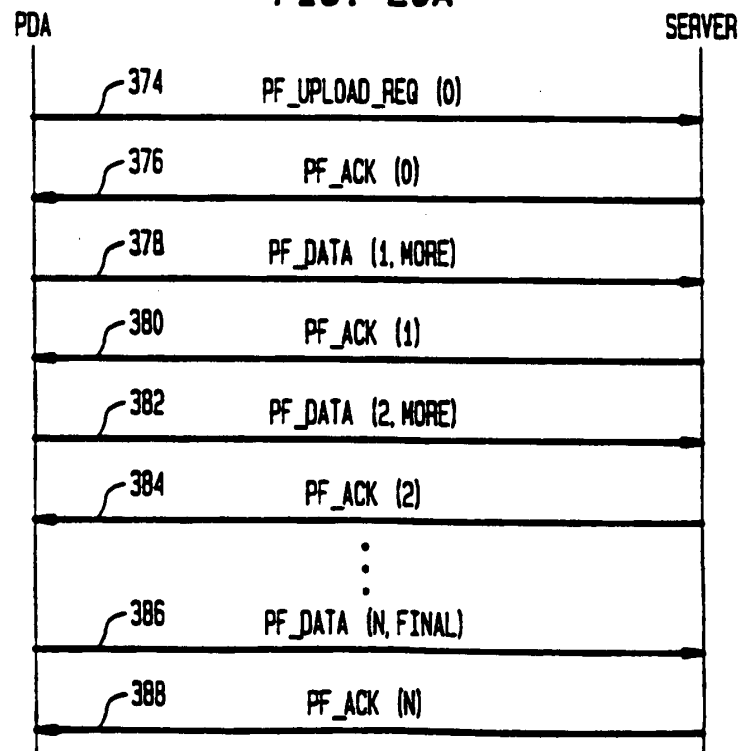 PDA
SERVER
374
PF_UPLOAD_REQ (0)
376
PF_ACK (0)
378
PF_DATA (1, MORE)
380
PF_ACK (1)
382
PF_DATA (2, MORE)
384
PF_ACK (2)
386
PF_DATA (N, FINAL)
388
PF_ACK (N)